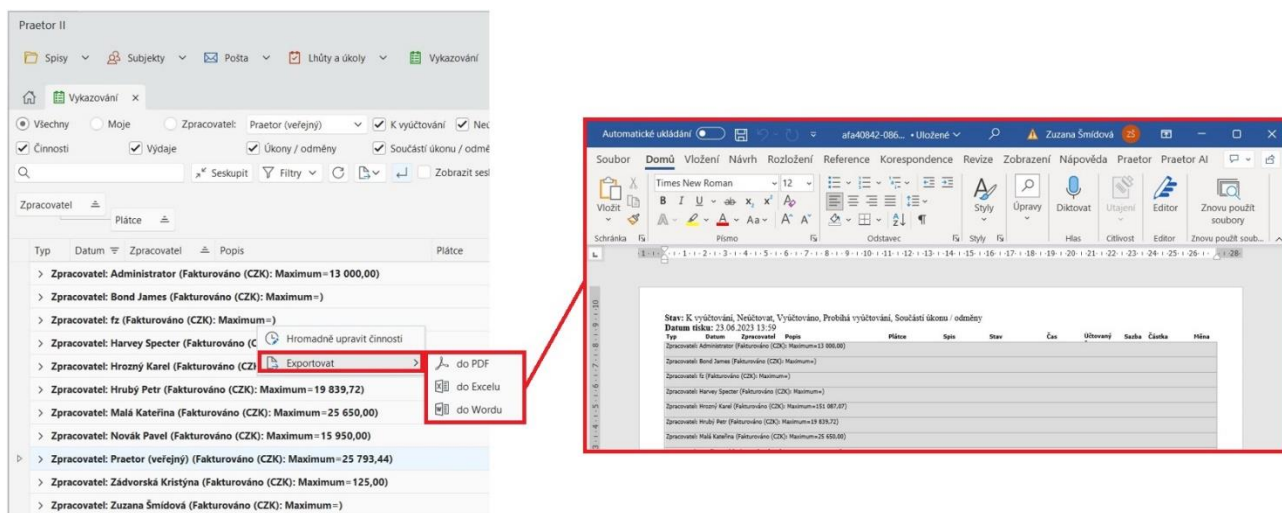 Praetor II
Spisy Subjekty Pošta Lhůty a úkoly Vykazování
Vykazování ×
Všechny Moje Zpracovatel: Praetor (veřejný) K vyúčtování
Činnosti Výdaje Úkony / odměny Součástí úkonu / odmě
Seskupit Filtry Zobrazit sesk
Zpracovatel
Plátce
Typ Datum Zpracovatel Popis Plátce
Zpracovatel: Administrator (Fakturováno (CZK): Maximum=13 000,00)
Zpracovatel: Bond James (Fakturováno (CZK): Maximum=)
Zpracovatel: fz (Fakturováno (CZK): Maximum=)
Zpracovatel: Harvey Specter (Fakturováno (C
Zpracovatel: Hrozný Karel (Fakturováno (CZ
Zpracovatel: Hrubý Petr (Fakturováno (CZK): Maximum=19 839,72)
Zpracovatel: Malá Kateřina (Fakturováno (CZK): Maximum=25 650,00)
Zpracovatel: Novák Pavel (Fakturováno (CZK): Maximum=15 950,00)
Zpracovatel: Praetor (veřejný) (Fakturováno (CZK): Maximum=25 793,44)
Zpracovatel: Zádvorská Kristýna (Fakturováno (CZK): Maximum=125,00)
Zpracovatel: Zuzana Šmídová (Fakturováno (CZK): Maximum=)
Hromadně upravit činnosti
Exportovat
do PDF
do Excelu
do Wordu
Automatické ukládání afa40842-086... • Uložené Zuzana Šmídová ZŠ
Soubor Domů Vložení Návrh Rozložení Reference Korespondence Revize Zobrazení Nápověda Praetor Praetor AI
Times New Roman 12
Vložit Styly Úpravy Diktovat Utajení Editor Znovu použít
soubory
Schránka Písmo Odstavec Styly Hlas Citlivost Editor Znovu použít soub...
Stav: K vyúčtování, Neúčtovat, Vyúčtováno, Probíhá vyúčtování, Součástí úkonu / odměny
Datum tisku: 23.06.2023 13:59
Typ Datum Zpracovatel Popis Plátce Spis Stav Čas Účtovaný Sazba Částka Měna
Zpracovatel: Administrator (Fakturováno (CZK): Maximum=13 000,00)
Zpracovatel: Bond James (Fakturováno (CZK): Maximum=)
Zpracovatel: fz (Fakturováno (CZK): Maximum=)
Zpracovatel: Harvey Specter (Fakturováno (CZK): Maximum=)
Zpracovatel: Hrozný Karel (Fakturováno (CZK): Maximum=151 087,07)
Zpracovatel: Hrubý Petr (Fakturováno (CZK): Maximum=19 839,72)
Zpracovatel: Malá Kateřina (Fakturováno (CZK): Maximum=25 650,00)